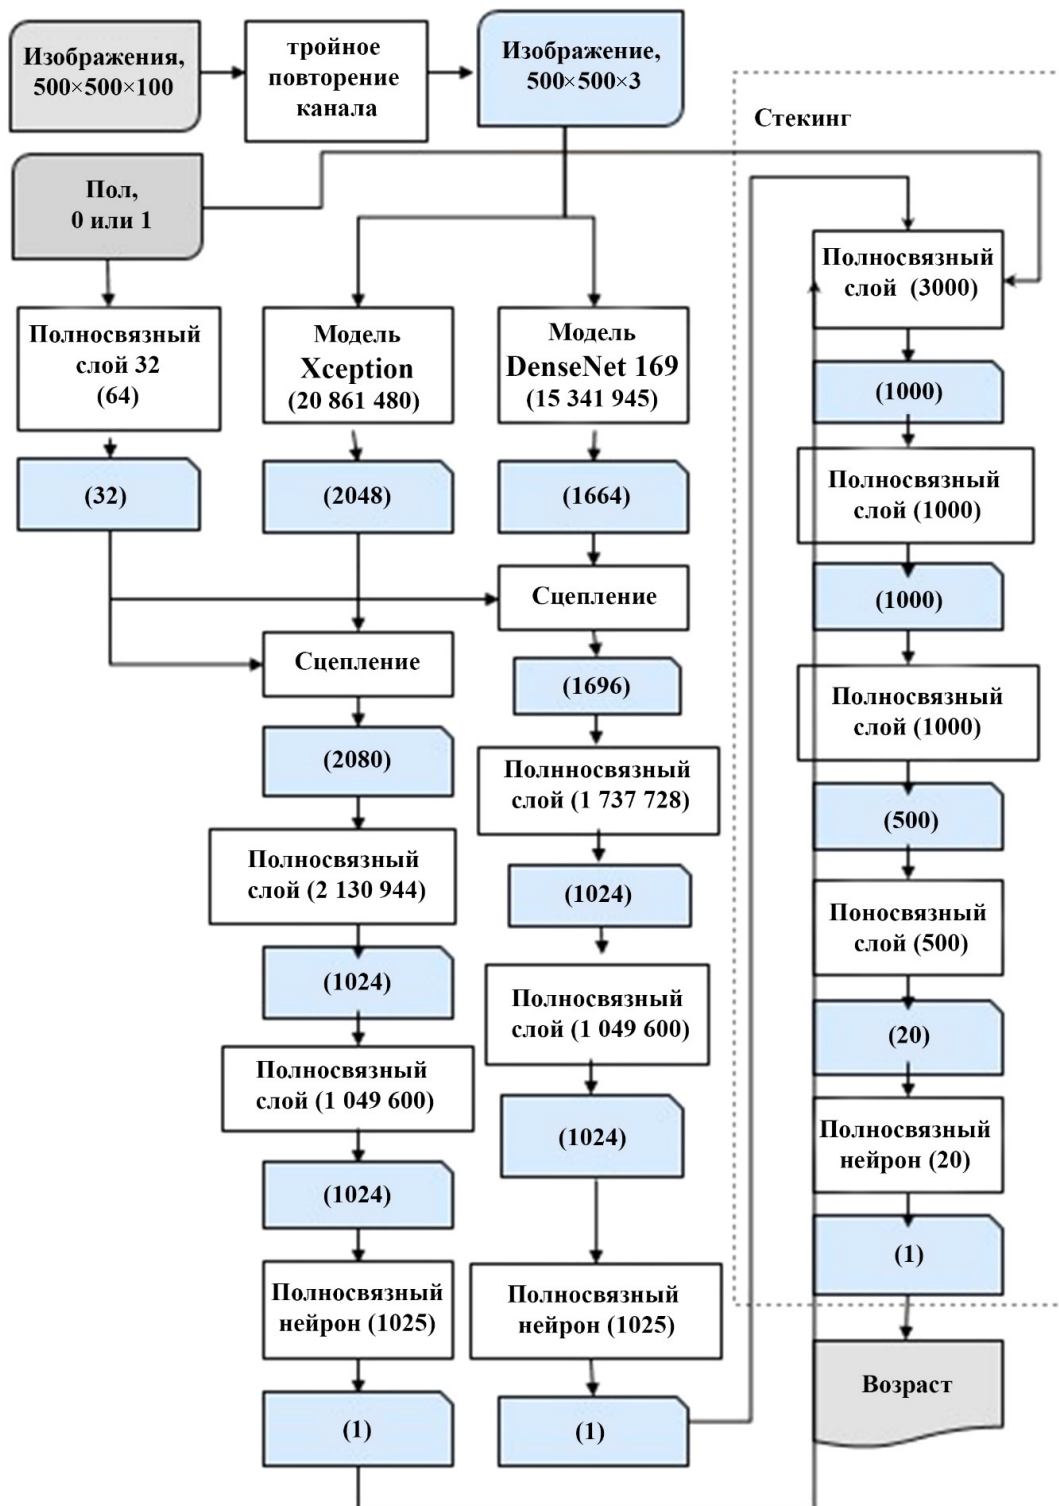 Изображения,
500×500×100
тройное
повторение
канала
Изображение,
500×500×3
Стекинг
Пол,
0 или 1
Полносвязный
слой 32
(64)
(32)
Модель
Xception
(20 861 480)
(2048)
Сцепление
(2080)
Полносвязный
слой (2 130 944)
(1024)
Полносвязный
слой (1 049 600)
(1024)
Полносвязный
нейрон (1025)
(1)
Модель
DenseNet 169
(15 341 945)
(1664)
Сцепление
(1696)
Полнносвязный
слой (1 737 728)
(1024)
Полносвязный
слой (1 049 600)
(1024)
Полносвязный
нейрон (1025)
(1)
Полносвязный
слой (3000)
(1000)
Полносвязный
слой (1000)
(1000)
Полносвязный
слой (1000)
(500)
Поносвязный
слой (500)
(20)
Полносвязный
нейрон (20)
(1)
Возраст